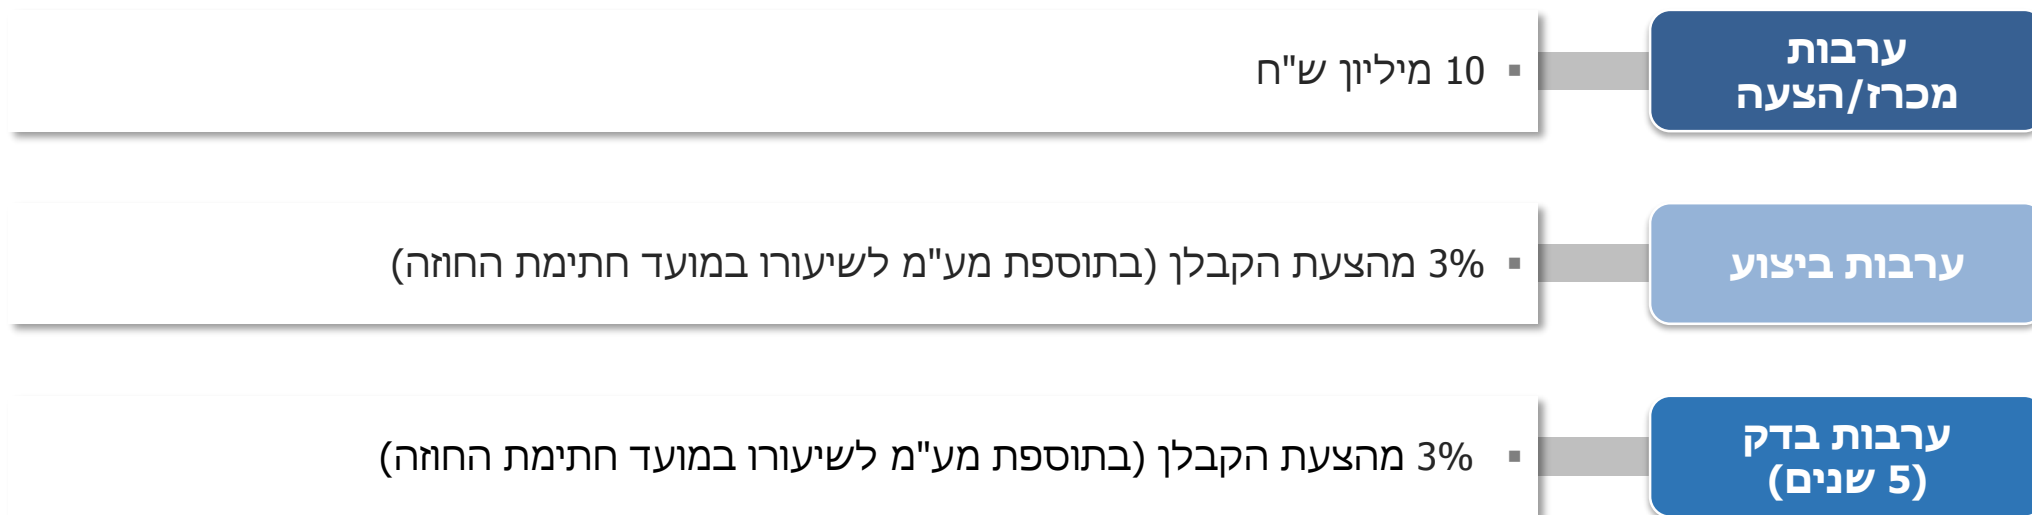 ערבות
מכרז/הצעה
▪ 10 מיליון ש"ח
ערבות ביצוע
▪ 3% מהצעת הקבלן (בתוספת מע"מ לשיעורו במועד חתימת החוזה)
ערבות בדק
(5 שנים)
▪ 3% מהצעת הקבלן (בתוספת מע"מ לשיעורו במועד חתימת החוזה)